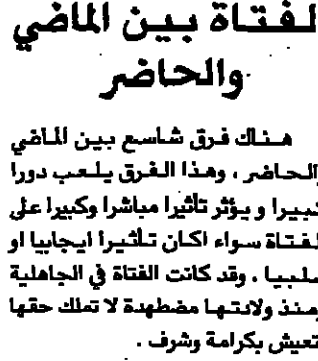 لفتاة بين الماضي
والحاضر
هناك فرق شاسع بين الماضي
الحاضر ، وهذا الفرق يلعب دورا
كبيرا و يؤثر تأثيرا مباشرا وكبيرا على
لفتاة سواء اكان تأثيرا ايجابيا او
سلبيا . وقد كانت الفتاة في الجاهلية
ومنذ ولادتها مضطهدة لا تملك حقها
تعيش بكرامة وشرف .